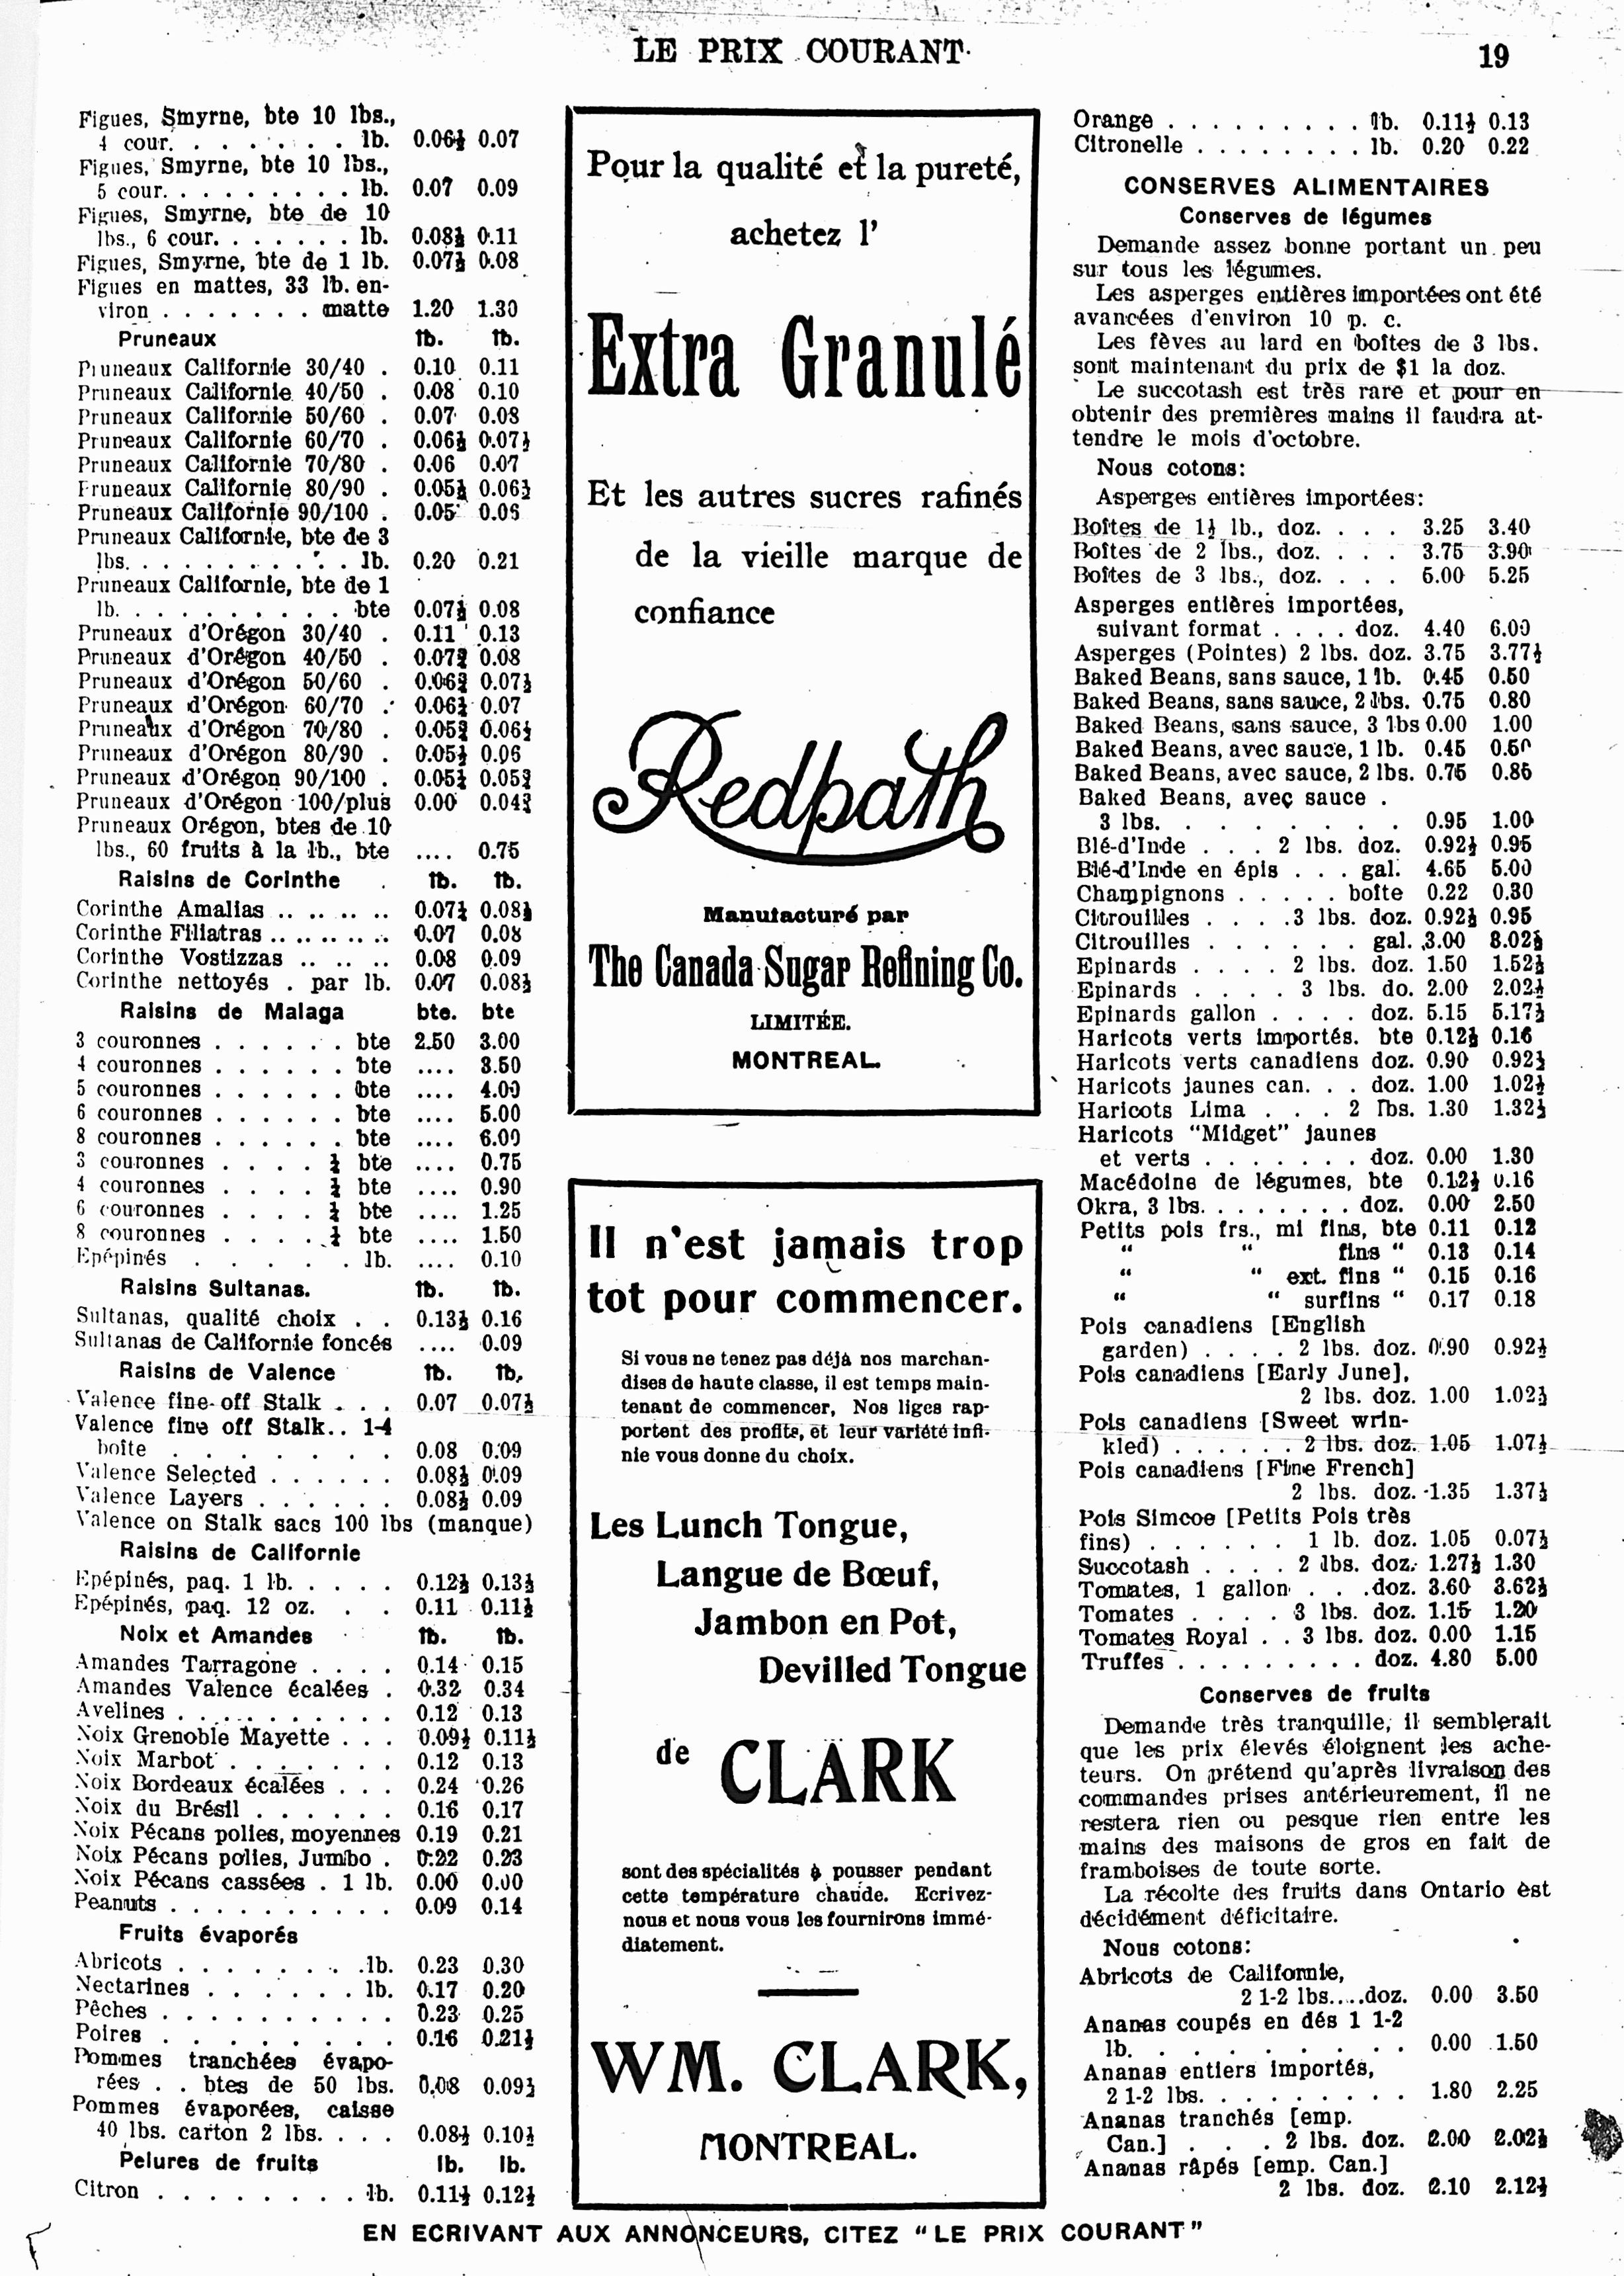 LE PRIX COURANT
19
Figues, Smyrne, bte 10 lbs.,
4 cour. . . . . . . . lb. 0.06½ 0.07
Figues, Smyrne, bte 10 lbs.,
5 cour. . . . . . . . . lb. 0.07 0.09
Figues, Smyrne, bte de 10
lbs., 6 cour. . . . . . . lb. 0.08½ 0.11
Figues, Smyrne, bte de 1 lb. 0.07½ 0.08
Figues en mattes, 33 lb. en-
viron . . . . . . . matte 1.20 1.30
Pruneaux lb. lb.
Pruneaux Californie 30/40 . 0.10 0.11
Pruneaux Californie 40/50 . 0.08 0.10
Pruneaux Californie 50/60 . 0.07 0.08
Pruneaux Californie 60/70 . 0.06½ 0.07½
Pruneaux Californie 70/80 . 0.06 0.07
Pruneaux Californie 80/90 . 0.05½ 0.06½
Pruneaux Californie 90/100 . 0.05 0.06
Pruneaux Californie, bte de 3
lbs. . . . . . . . . . . lb. 0.20 0.21
Pruneaux Californie, bte de 1
lb. . . . . . . . . . . bte 0.07½ 0.08
Pruneaux d'Orégon 30/40 . 0.11 0.13
Pruneaux d'Orégon 40/50 . 0.07¾ 0.08
Pruneaux d'Orégon 50/60 . 0.06¾ 0.07½
Pruneaux d'Orégon 60/70 . 0.06¼ 0.07
Pruneaux d'Orégon 70/80 . 0.05¾ 0.06½
Pruneaux d'Orégon 80/90 . 0.05½ 0.06
Pruneaux d'Orégon 90/100 . 0.05¼ 0.05¾
Pruneaux d'Orégon 100/plus 0.00 0.04¾
Pruneaux Orégon, btes de 10
lbs., 60 fruits à la lb., bte .... 0.75
Raisins de Corinthe lb. lb.
Corinthe Amalias .. .. .. .. 0.07½ 0.08½
Corinthe Filiatras .. .. .. .. .. 0.07 0.08
Corinthe Vostizzas .. .. .. 0.08 0.09
Corinthe nettoyés . par lb. 0.07 0.08½
Raisins de Malaga bte. bte
3 couronnes . . . . . . bte 2.50 3.00
4 couronnes . . . . . . bte .... 3.50
5 couronnes . . . . . . bte .... 4.00
6 couronnes . . . . . . bte .... 5.00
8 couronnes . . . . . . bte .... 6.00
3 couronnes . . . . ¼ bte .... 0.75
4 couronnes . . . . ¼ bte .... 0.90
6 couronnes . . . . ¼ bte .... 1.25
8 couronnes . . . . ¼ bte .... 1.50
Epépinés . . . . . . lb. .... 0.10
Raisins Sultanas. lb. lb.
Sultanas, qualité choix . . 0.13½ 0.16
Sultanas de Californie foncés .... 0.09
Raisins de Valence lb. lb.
Valence fine off Stalk . . . 0.07 0.07½
Valence fine off Stalk.. 1-4
boîte . . . . . . . . 0.08 0.09
Valence Selected . . . . . . 0.08½ 0.09
Valence Layers . . . . . . 0.08½ 0.09
Valence on Stalk sacs 100 lbs (manque)
Raisins de Californie
Epépinés, paq. 1 lb. . . . . . 0.12½ 0.13½
Epépinés, paq. 12 oz. . . . 0.11 0.11½
Noix et Amandes lb. lb.
Amandes Tarragone . . . . 0.14 0.15
Amandes Valence écalées . 0.32 0.34
Avelines . . . . . . . . . . 0.12 0.13
Noix Grenoble Mayette . . . 0.09½ 0.11½
Noix Marbot . . . . . . . 0.12 0.13
Noix Bordeaux écalées . . . 0.24 0.26
Noix du Brésil . . . . . . 0.16 0.17
Noix Pécans polies, moyennes 0.19 0.21
Noix Pécans polies, Jumbo . 0.22 0.23
Noix Pécans cassées . 1 lb. 0.00 0.00
Peanuts . . . . . . . . . . 0.09 0.14
Fruits évaporés
Abricots . . . . . . . . lb. 0.23 0.30
Nectarines . . . . . . lb. 0.17 0.20
Pêches . . . . . . . . . . 0.23 0.25
Poires . . . . . . . . . 0.16 0.21½
Pommes tranchées évapo-
rées . . btes de 50 lbs. 0.08 0.09½
Pommes évaporées, caisse
40 lbs. carton 2 lbs. . . . 0.08½ 0.10½
Pelures de fruits lb. lb.
Citron . . . . . . . . . lb. 0.11½ 0.12½
Pour la qualité et la pureté,
achetez l'
Extra Granulé
Et les autres sucres rafinés
de la vieille marque de
confiance
Redpath
Manufacturé par
The Canada Sugar Refining Co.
LIMITÉE.
MONTREAL.
Il n'est jamais trop
tot pour commencer.
Si vous ne tenez pas déjà nos marchan-
dises de haute classe, il est temps main-
tenant de commencer, Nos liges rap-
portent des profits, et leur variété infi-
nie vous donne du choix.
Les Lunch Tongue,
Langue de Bœuf,
Jambon en Pot,
Devilled Tongue
de CLARK
sont des spécialités à pousser pendant
cette température chaude. Ecrivez-
nous et nous vous les fournirons immé-
diatement.
WM. CLARK,
MONTREAL.
Orange . . . . . . . . . . lb. 0.11½ 0.13
Citronelle . . . . . . . . lb. 0.20 0.22
CONSERVES ALIMENTAIRES
Conserves de légumes
Demande assez bonne portant un peu
sur tous les légumes.
Les asperges entières importées ont été
avancées d'environ 10 p. c.
Les fèves au lard en boîtes de 3 lbs.
sont maintenant du prix de $1 la doz.
Le succotash est très rare et pour en
obtenir des premières mains il faudra at-
tendre le mois d'octobre.
Nous cotons:
Asperges entières importées:
Boîtes de 1½ lb., doz. . . . 3.25 3.40
Boîtes de 2 lbs., doz. . . . 3.75 3.90
Boîtes de 3 lbs., doz. . . . 5.00 5.25
Asperges entières importées,
suivant format . . . . doz. 4.40 6.00
Asperges (Pointes) 2 lbs. doz. 3.75 3.77½
Baked Beans, sans sauce, 1 lb. 0.45 0.50
Baked Beans, sans sauce, 2 lbs. 0.75 0.80
Baked Beans, sans sauce, 3 lbs 0.00 1.00
Baked Beans, avec sauce, 1 lb. 0.45 0.50
Baked Beans, avec sauce, 2 lbs. 0.75 0.85
Baked Beans, avec sauce .
3 lbs. . . . . . . . . 0.95 1.00
Blé-d'Inde . . . 2 lbs. doz. 0.92½ 0.95
Blé-d'Inde en épis . . . gal. 4.65 5.00
Champignons . . . . . boîte 0.22 0.30
Citrouilles . . . . 3 lbs. doz. 0.92½ 0.95
Citrouilles . . . . . . gal. 3.00 3.02½
Epinards . . . . 2 lbs. doz. 1.50 1.52½
Epinards . . . . 3 lbs. do. 2.00 2.02½
Epinards gallon . . . . doz. 5.15 5.17½
Haricots verts importés. bte 0.12½ 0.16
Haricots verts canadiens doz. 0.90 0.92½
Haricots jaunes can. . . doz. 1.00 1.02½
Haricots Lima . . . 2 lbs. 1.30 1.32½
Haricots "Midget" jaunes
et verts . . . . . . . doz. 0.00 1.30
Macédoine de légumes, bte 0.12½ 0.16
Okra, 3 lbs. . . . . . . . doz. 0.00 2.50
Petits pois frs., mi fins, bte 0.11 0.12
" " fins " 0.13 0.14
" " ext. fins " 0.15 0.16
" " surfins " 0.17 0.18
Pois canadiens [English
garden) . . . . 2 lbs. doz. 0.90 0.92½
Pois canadiens [Early June],
2 lbs. doz. 1.00 1.02½
Pois canadiens [Sweet wrin-
kled) . . . . . . 2 lbs. doz. 1.05 1.07½
Pois canadiens [Fine French]
2 lbs. doz. 1.35 1.37½
Pois Simcoe [Petits Pois très
fins) . . . . . . 1 lb. doz. 1.05 0.07½
Succotash . . . . 2 lbs. doz. 1.27½ 1.30
Tomates, 1 gallon . . . doz. 3.60 3.62½
Tomates . . . . 3 lbs. doz. 1.15 1.20
Tomates Royal . . 3 lbs. doz. 0.00 1.15
Truffes . . . . . . . . . doz. 4.80 5.00
Conserves de fruits
Demande très tranquille, il semblerait
que les prix élevés éloignent les ache-
teurs. On prétend qu'après livraison des
commandes prises antérieurement, il ne
restera rien ou pesque rien entre les
mains des maisons de gros en fait de
framboises de toute sorte.
La récolte des fruits dans Ontario est
décidément déficitaire.
Nous cotons:
Abricots de Californie,
2 1-2 lbs....doz. 0.00 3.50
Ananas coupés en dés 1 1-2
lb. . . . . . . . . . . 0.00 1.50
Ananas entiers importés,
2 1-2 lbs. . . . . . . . . 1.80 2.25
Ananas tranchés [emp.
Can.] . . . . 2 lbs. doz. 2.00 2.02½
Ananas râpés [emp. Can.]
2 lbs. doz. 2.10 2.12½
EN ECRIVANT AUX ANNONCEURS, CITEZ "LE PRIX COURANT"